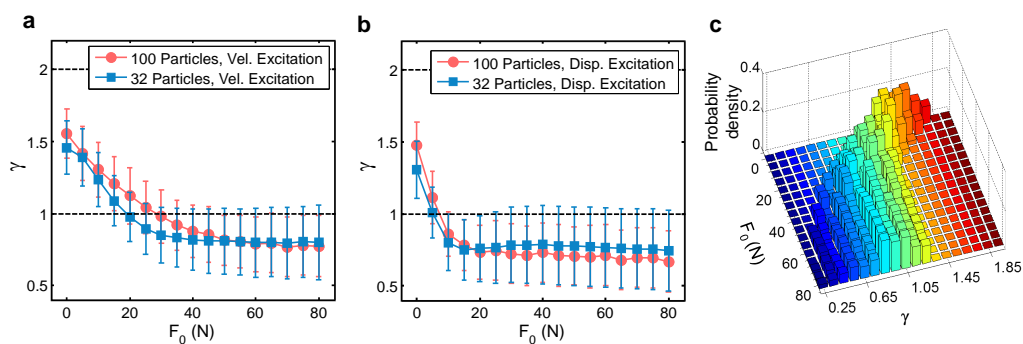 a
γ
2
1.5
1
0.5
0 20 40 60 80
F0 (N)
100 Particles, Vel. Excitation
32 Particles, Vel. Excitation
b
γ
2
1.5
1
0.5
0 20 40 60 80
F0 (N)
100 Particles, Disp. Excitation
32 Particles, Disp. Excitation
c
Probability
density
0.4
0.2
0
0
20
40
60
80
F0 (N)
0.25
0.65
1.05
1.45
1.85
γ